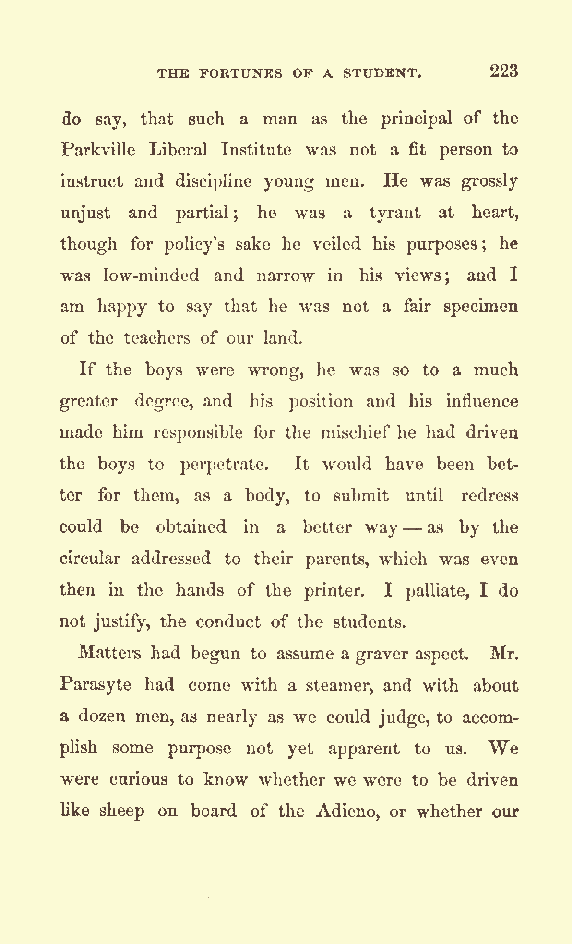 THE FORTUNES OF A STUDENT. 223
do say, that such a man as the principal of the
Parkville Liberal Institute was not a fit person to
instruct and discipline young men. He was grossly
unjust and partial; he was a tyrant at heart,
though for policy's sake he veiled his purposes; he
was low-minded and narrow in his views; and I
am happy to say that he was not a fair specimen
of the teachers of our land.
If the boys were wrong, he was so to a much
greater degree, and his position and his influence
made him responsible for the mischief he had driven
the boys to perpetrate. It would have been bet-
ter for them, as a body, to submit until redress
could be obtained in a better way — as by the
circular addressed to their parents, which was even
then in the hands of the printer. I palliate, I do
not justify, the conduct of the students.
Matters had begun to assume a graver aspect. Mr.
Parasyte had come with a steamer, and with about
a dozen men, as nearly as we could judge, to accom-
plish some purpose not yet apparent to us. We
were curious to know whether we were to be driven
like sheep on board of the Adieno, or whether our